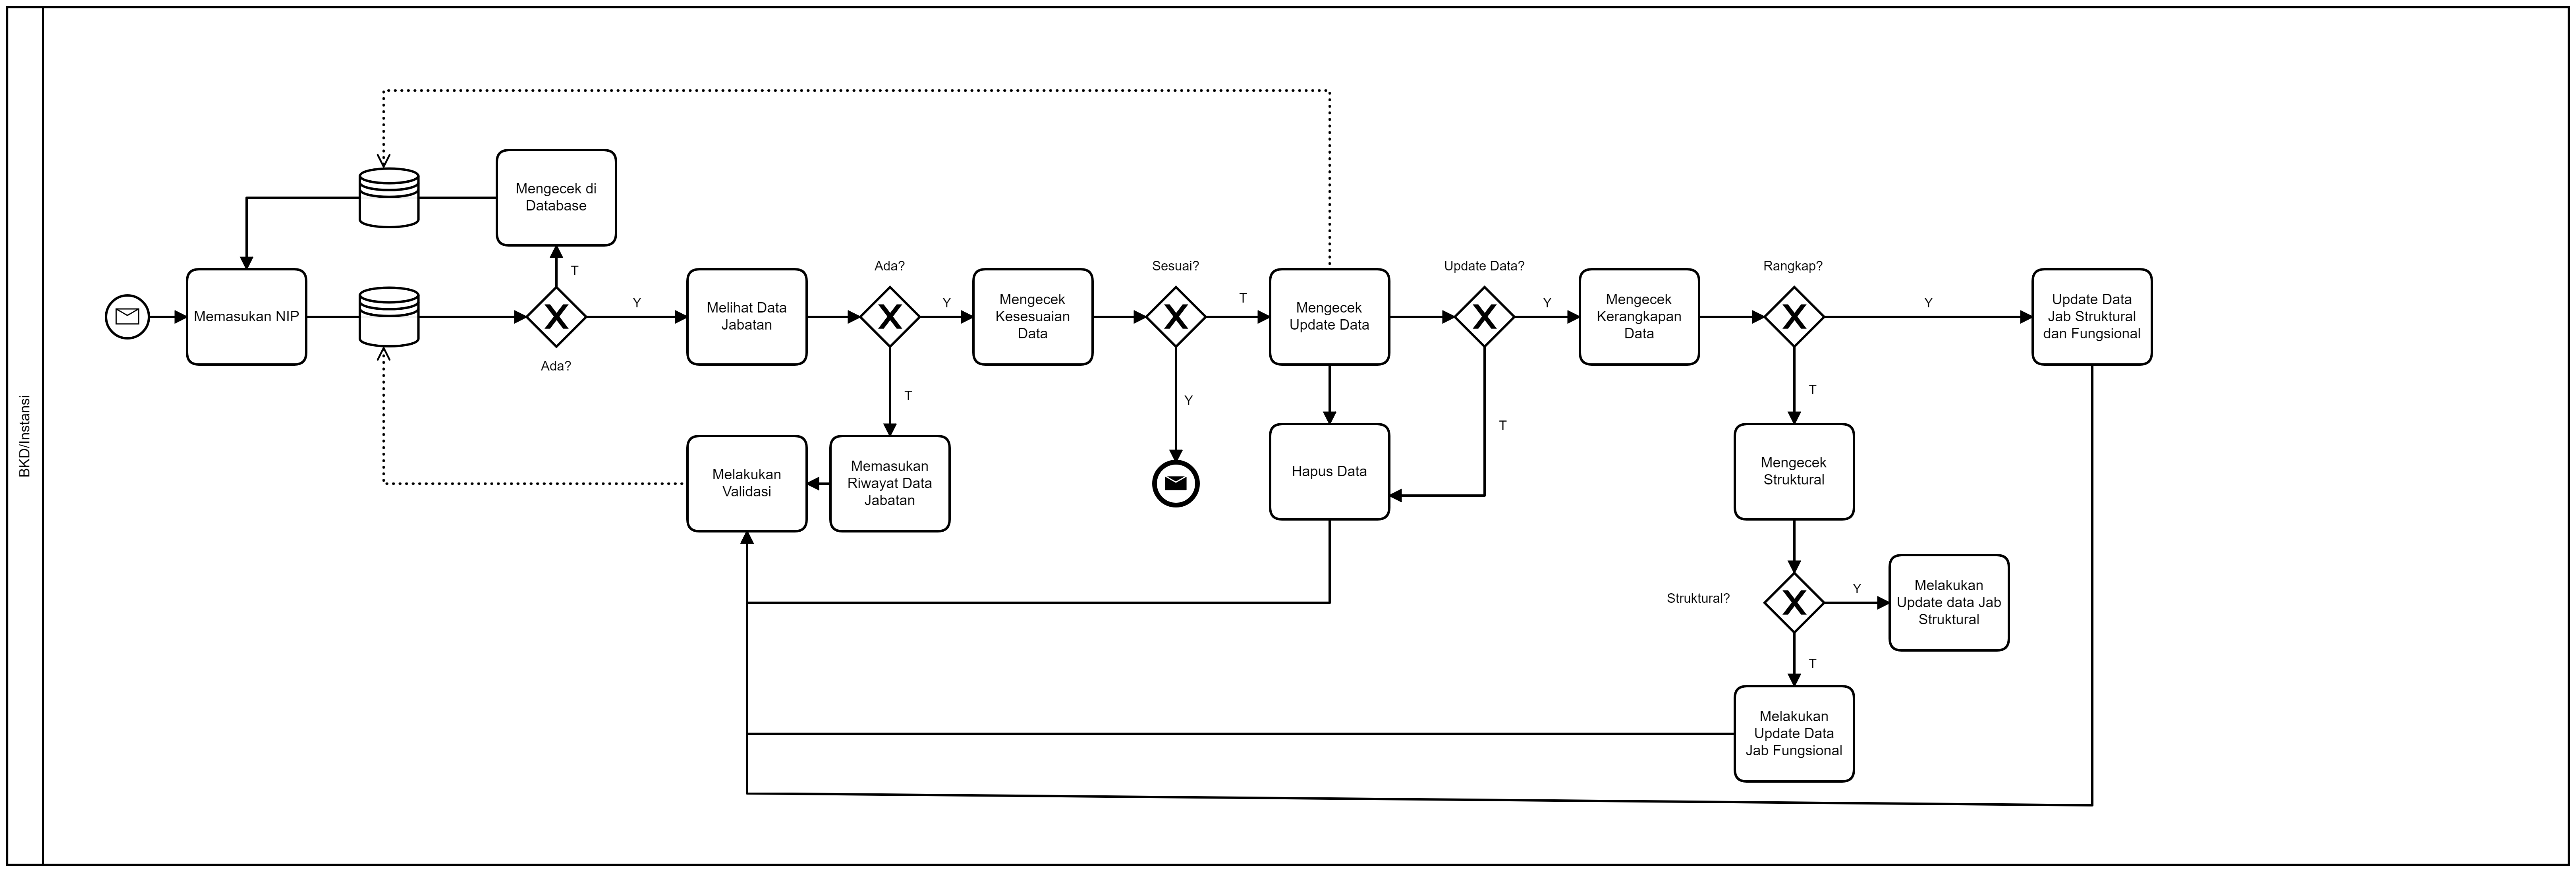 BKD/Instansi
Mengecek di
Database
T
Memasukan NIP
Ada?
Y
Melihat Data
Jabatan
Ada?
Y
T
Mengecek
Kesesuaian
Data
Sesuai?
T
Y
Mengecek
Update Data
Update Data?
Y
T
Mengecek
Kerangkapan
Data
Rangkap?
Y
T
Update Data
Jab Struktural
dan Fungsional
Melakukan
Validasi
Memasukan
Riwayat Data
Jabatan
Hapus Data
Mengecek
Struktural
Struktural?
Y
T
Melakukan
Update data Jab
Struktural
Melakukan
Update Data
Jab Fungsional